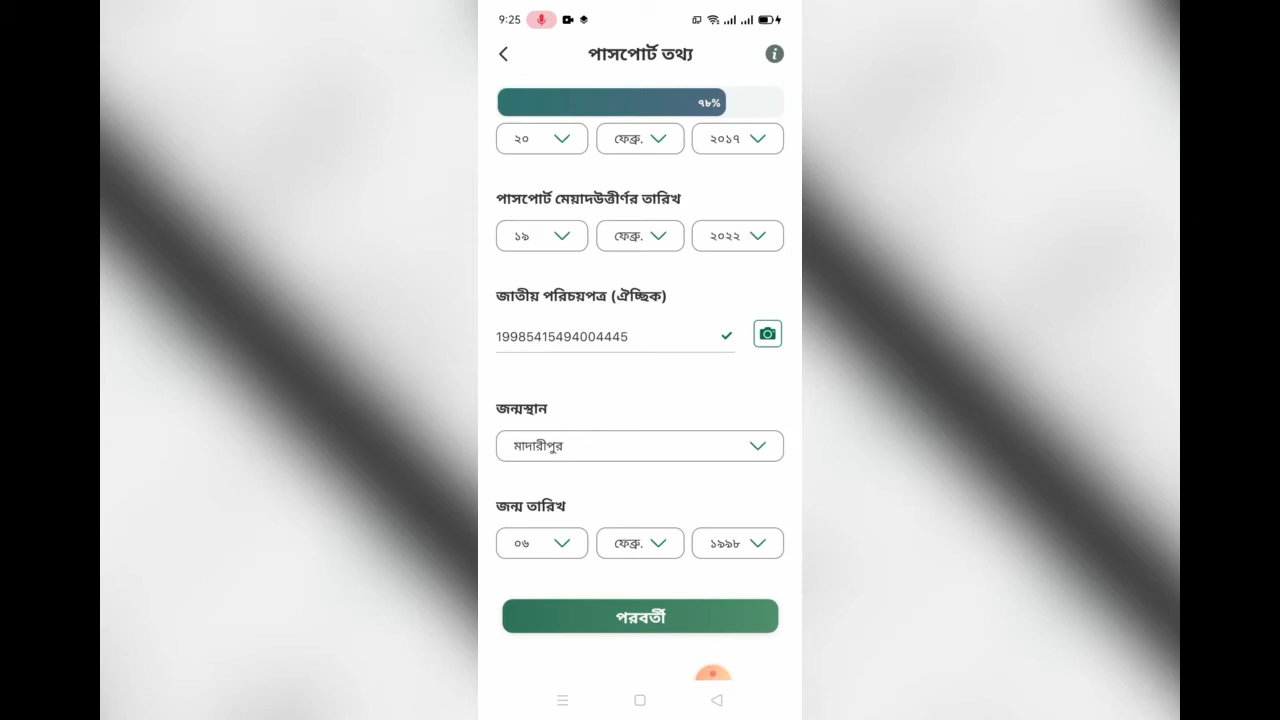 9:25
পাসপোর্ট তথ্য
৭৮%
২০ ফেব্রু. ২০১৭
পাসপোর্ট মেয়াদউত্তীর্ণর তারিখ
১৯ ফেব্রু. ২০২২
জাতীয় পরিচয়পত্র (ঐচ্ছিক)
19985415494004445
জন্মস্থান
মাদারীপুর
জন্ম তারিখ
০৬ ফেব্রু. ১৯৯৮
পরবর্তী